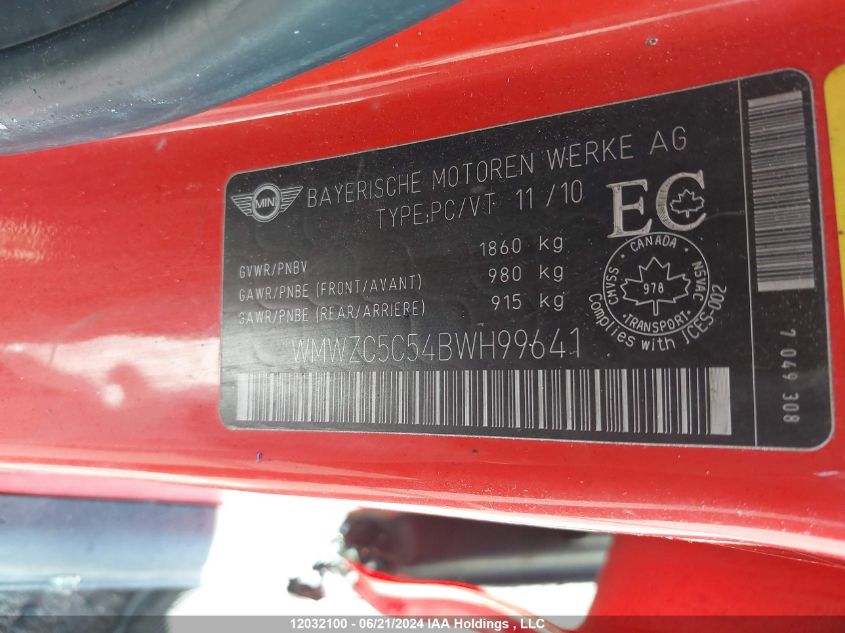 MINI
BAYERISCHE MOTOREN WERKE AG
TYPE:PC/VT 11/10
EC
GVWR/PNBV 1860 kg
GAWR/PNBE (FRONT/AVANT) 980 kg
GAWR/PNBE (REAR/ARRIERE) 915 kg
CANADA
CMVSS
NSVAC
978
TRANSPORT
Complies with ICES-002
WMWZC5C54BWH99641
7 049 308
12032100 - 06/21/2024 IAA Holdings , LLC